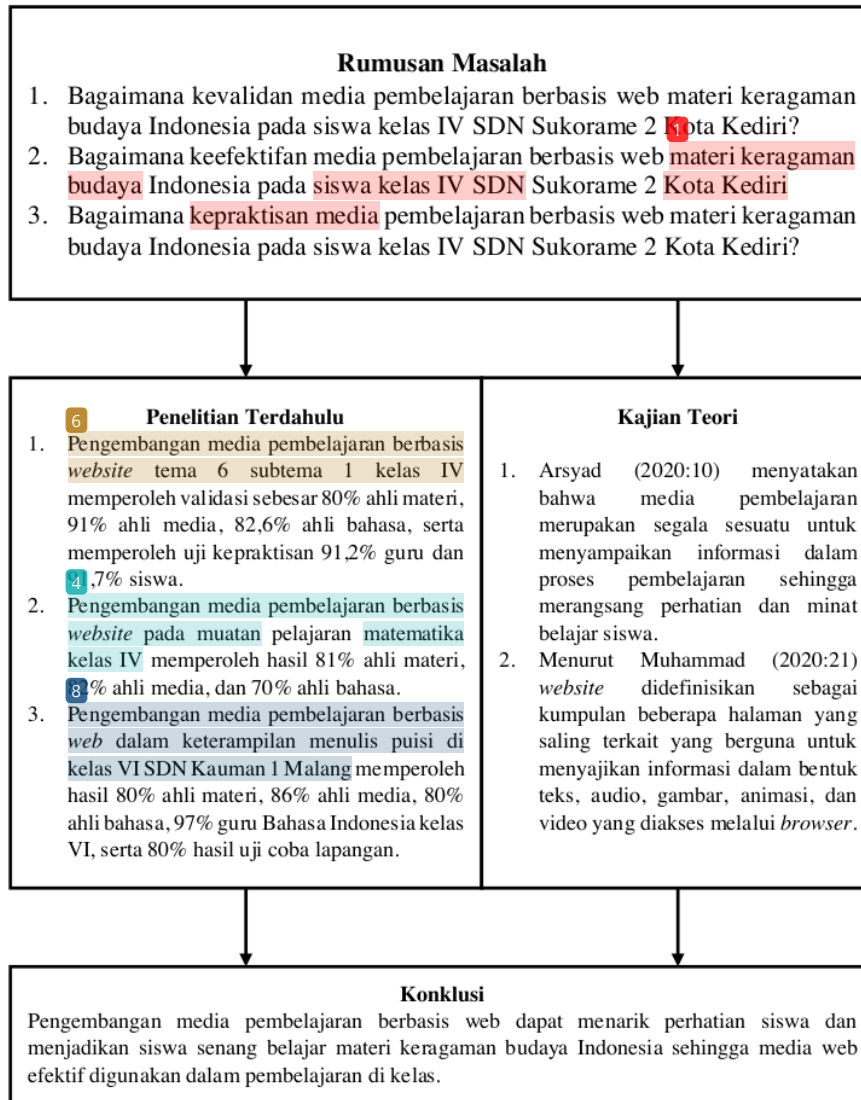 Rumusan Masalah
1. Bagaimana kevalidan media pembelajaran berbasis web materi keragaman
budaya Indonesia pada siswa kelas IV SDN Sukorame 2 Kota Kediri?
1
2. Bagaimana keefektifan media pembelajaran berbasis web materi keragaman
budaya Indonesia pada siswa kelas IV SDN Sukorame 2 Kota Kediri
3. Bagaimana kepraktisan media pembelajaran berbasis web materi keragaman
budaya Indonesia pada siswa kelas IV SDN Sukorame 2 Kota Kediri?
Penelitian Terdahulu
6
1. Pengembangan media pembelajaran berbasis
website tema 6 subtema 1 kelas IV
memperoleh validasi sebesar 80% ahli materi,
91% ahli media, 82,6% ahli bahasa, serta
memperoleh uji kepraktisan 91,2% guru dan
4
,7% siswa.
2. Pengembangan media pembelajaran berbasis
website pada muatan pelajaran matematika
kelas IV memperoleh hasil 81% ahli materi,
8
% ahli media, dan 70% ahli bahasa.
3. Pengembangan media pembelajaran berbasis
web dalam keterampilan menulis puisi di
kelas VI SDN Kauman 1 Malang memperoleh
hasil 80% ahli materi, 86% ahli media, 80%
ahli bahasa, 97% guru Bahasa Indonesia kelas
VI, serta 80% hasil uji coba lapangan.
Kajian Teori
1. Arsyad (2020:10) menyatakan
bahwa media pembelajaran
merupakan segala sesuatu untuk
menyampaikan informasi dalam
proses pembelajaran sehingga
merangsang perhatian dan minat
belajar siswa.
2. Menurut Muhammad (2020:21)
website didefinisikan sebagai
kumpulan beberapa halaman yang
saling terkait yang berguna untuk
menyajikan informasi dalam bentuk
teks, audio, gambar, animasi, dan
video yang diakses melalui browser.
Konklusi
Pengembangan media pembelajaran berbasis web dapat menarik perhatian siswa dan
menjadikan siswa senang belajar materi keragaman budaya Indonesia sehingga media web
efektif digunakan dalam pembelajaran di kelas.